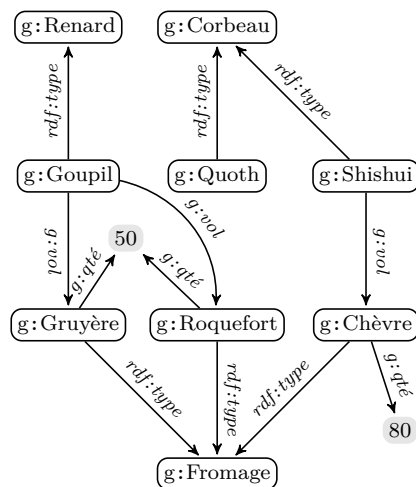 g:Renard
g:Corbeau
rdf:type
rdf:type
rdf:type
g:Goupil
g:Quoth
g:Shishui
g:vol
g:vol
g:vol
50
g:qté
g:qté
g:Gruyère
g:Roquefort
g:Chèvre
rdf:type
rdf:type
rdf:type
g:qté
80
g:Fromage